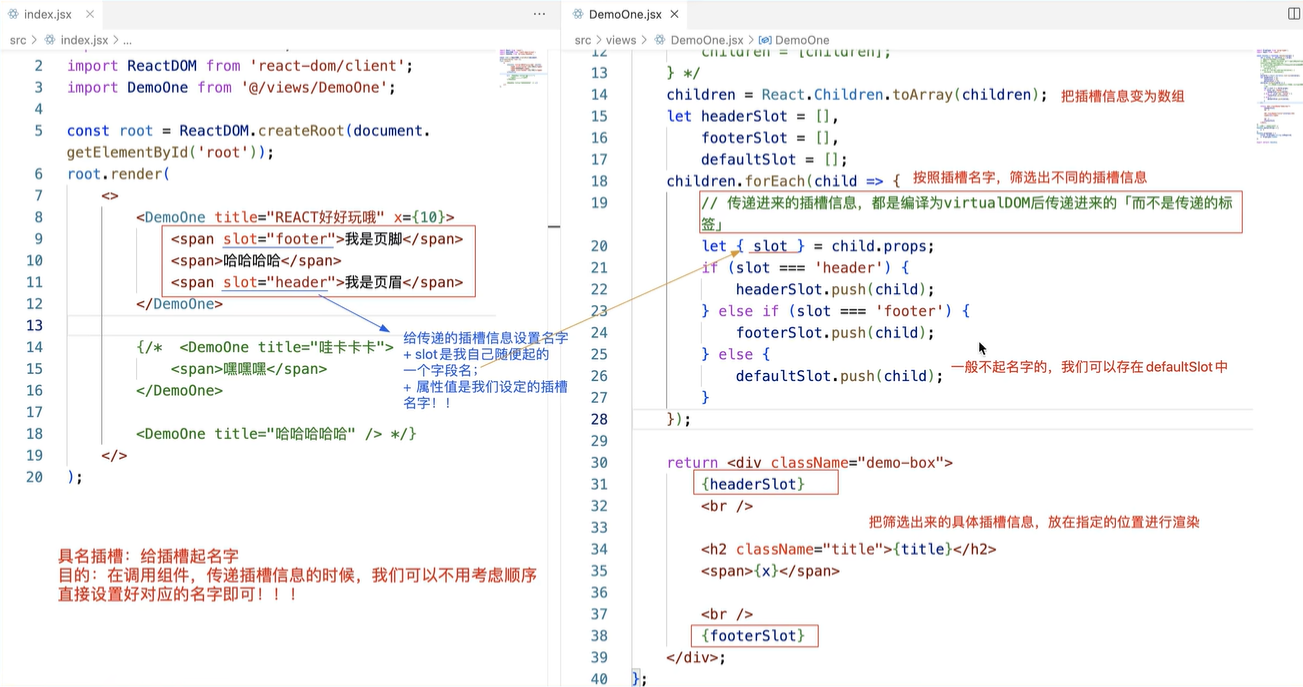 index.jsx ×
src > index.jsx > ...
2 import ReactDOM from 'react-dom/client';
3 import DemoOne from '@/views/DemoOne';
4
5 const root = ReactDOM.createRoot(document.
getElementById('root'));
6 root.render(
7 <>
8 <DemoOne title="REACT好好玩哦" x={10}>
9 <span slot="footer">我是页脚</span>
10 <span>哈哈哈哈</span>
11 <span slot="header">我是页眉</span>
12 </DemoOne>
13
14 {/* <DemoOne title="哇卡卡卡">
15 <span>嘿嘿嘿</span>
16 </DemoOne>
17
18 <DemoOne title="哈哈哈哈哈" /> */}
19 </>
20 );
给传递的插槽信息设置名字
+ slot是我自己随便起的
一个字段名；
+ 属性值是我们设定的插槽
名字！！
具名插槽：给插槽起名字
目的：在调用组件，传递插槽信息的时候，我们可以不用考虑顺序
直接设置好对应的名字即可！！！
DemoOne.jsx ×
src > views > DemoOne.jsx > DemoOne
12 children = [children];
13 } */
14 children = React.Children.toArray(children); 把插槽信息变为数组
15 let headerSlot = [],
16 footerSlot = [],
17 defaultSlot = [];
18 children.forEach(child => { 按照插槽名字，筛选出不同的插槽信息
19 // 传递进来的插槽信息，都是编译为virtualDOM后传递进来的「而不是传递的标
签」
20 let { slot } = child.props;
21 if (slot === 'header') {
22 headerSlot.push(child);
23 } else if (slot === 'footer') {
24 footerSlot.push(child);
25 } else {
26 defaultSlot.push(child); 一般不起名字的，我们可以存在defaultSlot中
27 }
28 });
29
30 return <div className="demo-box">
31 {headerSlot}
32 <br />
33 把筛选出来的具体插槽信息，放在指定的位置进行渲染
34 <h2 className="title">{title}</h2>
35 <span>{x}</span>
36
37 <br />
38 {footerSlot}
39 </div>;
40 };